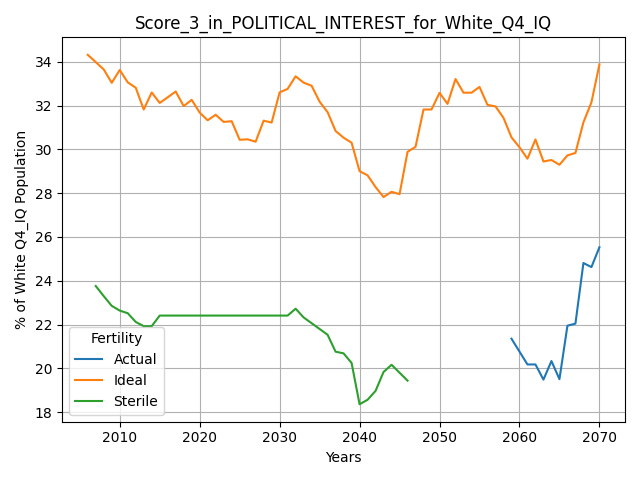 Score_3_in_POLITICAL_INTEREST_for_White_Q4_IQ
% of White Q4_IQ Population
34
32
30
28
26
24
22
20
18
Fertility
Actual
Ideal
Sterile
2010 2020 2030 2040 2050 2060 2070
Years